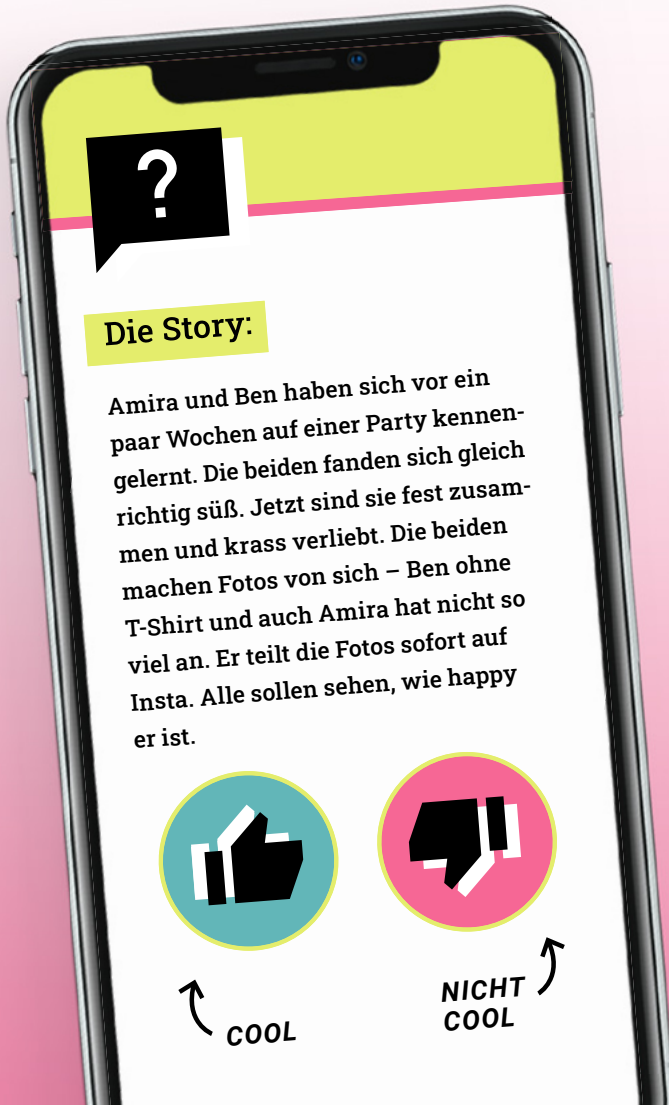 ?
Die Story:
Amira und Ben haben sich vor ein
paar Wochen auf einer Party kennen-
gelernt. Die beiden fanden sich gleich
richtig süß. Jetzt sind sie fest zusam-
men und krass verliebt. Die beiden
machen Fotos von sich – Ben ohne
T-Shirt und auch Amira hat nicht so
viel an. Er teilt die Fotos sofort auf
Insta. Alle sollen sehen, wie happy
er ist.
COOL
NICHT
COOL